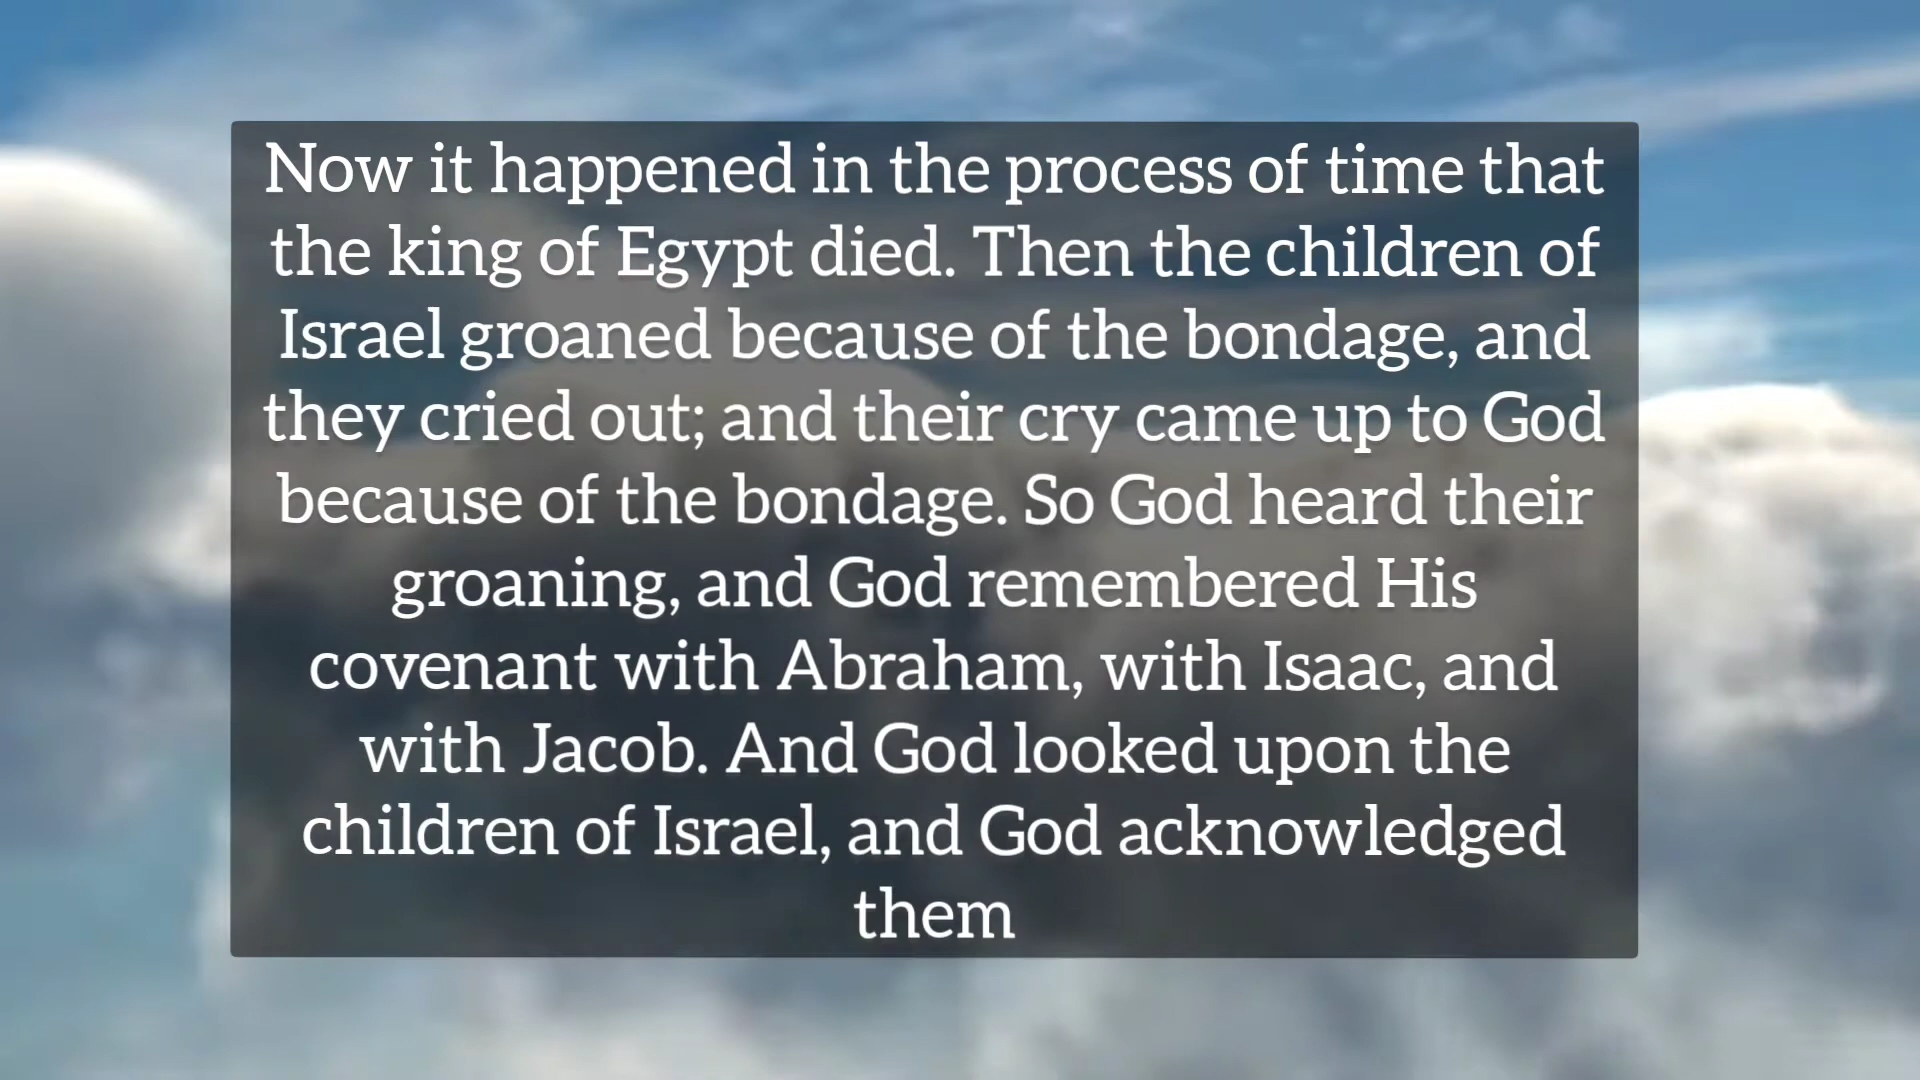 Now it happened in the process of time that
the king of Egypt died. Then the children of
Israel groaned because of the bondage, and
they cried out; and their cry came up to God
because of the bondage. So God heard their
groaning, and God remembered His
covenant with Abraham, with Isaac, and
with Jacob. And God looked upon the
children of Israel, and God acknowledged
them